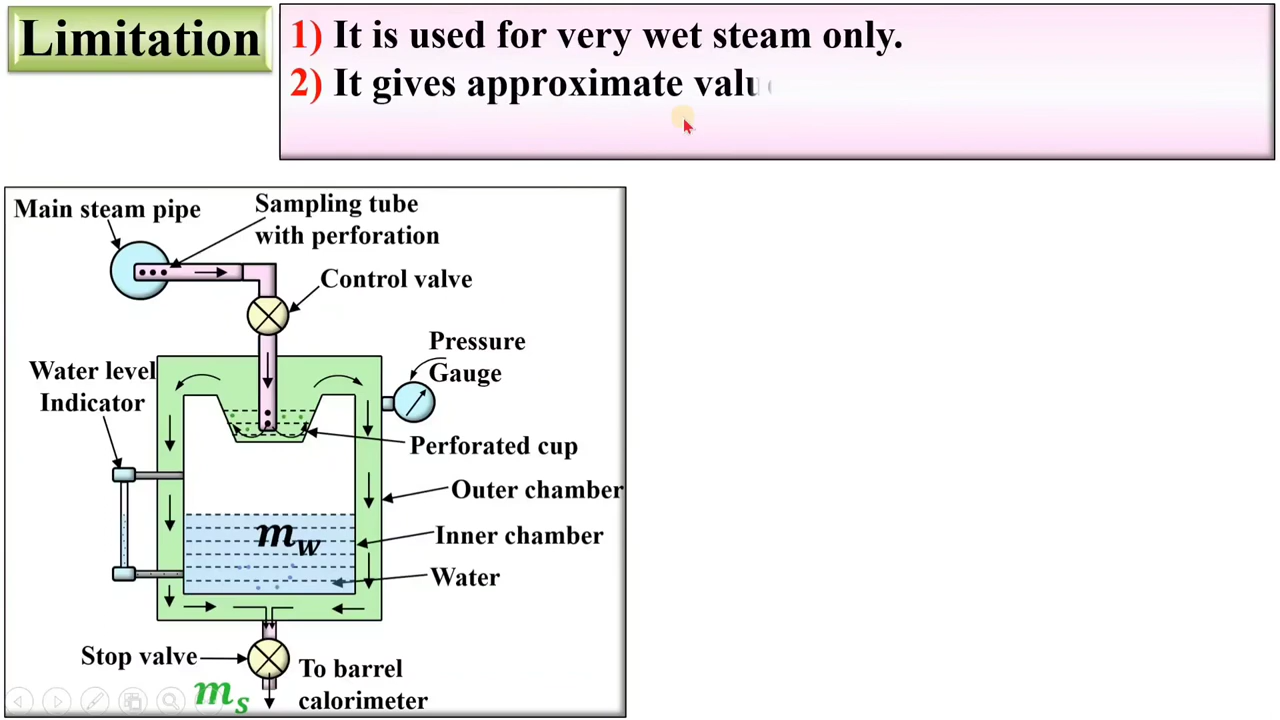 Limitation
1) It is used for very wet steam only.
2) It gives approximate
Main steam pipe
Sampling tube
with perforation
Control valve
Pressure
Gauge
Water level
Indicator
Perforated cup
Outer chamber
m_w
Inner chamber
Water
Stop valve
To barrel
calorimeter
m_s